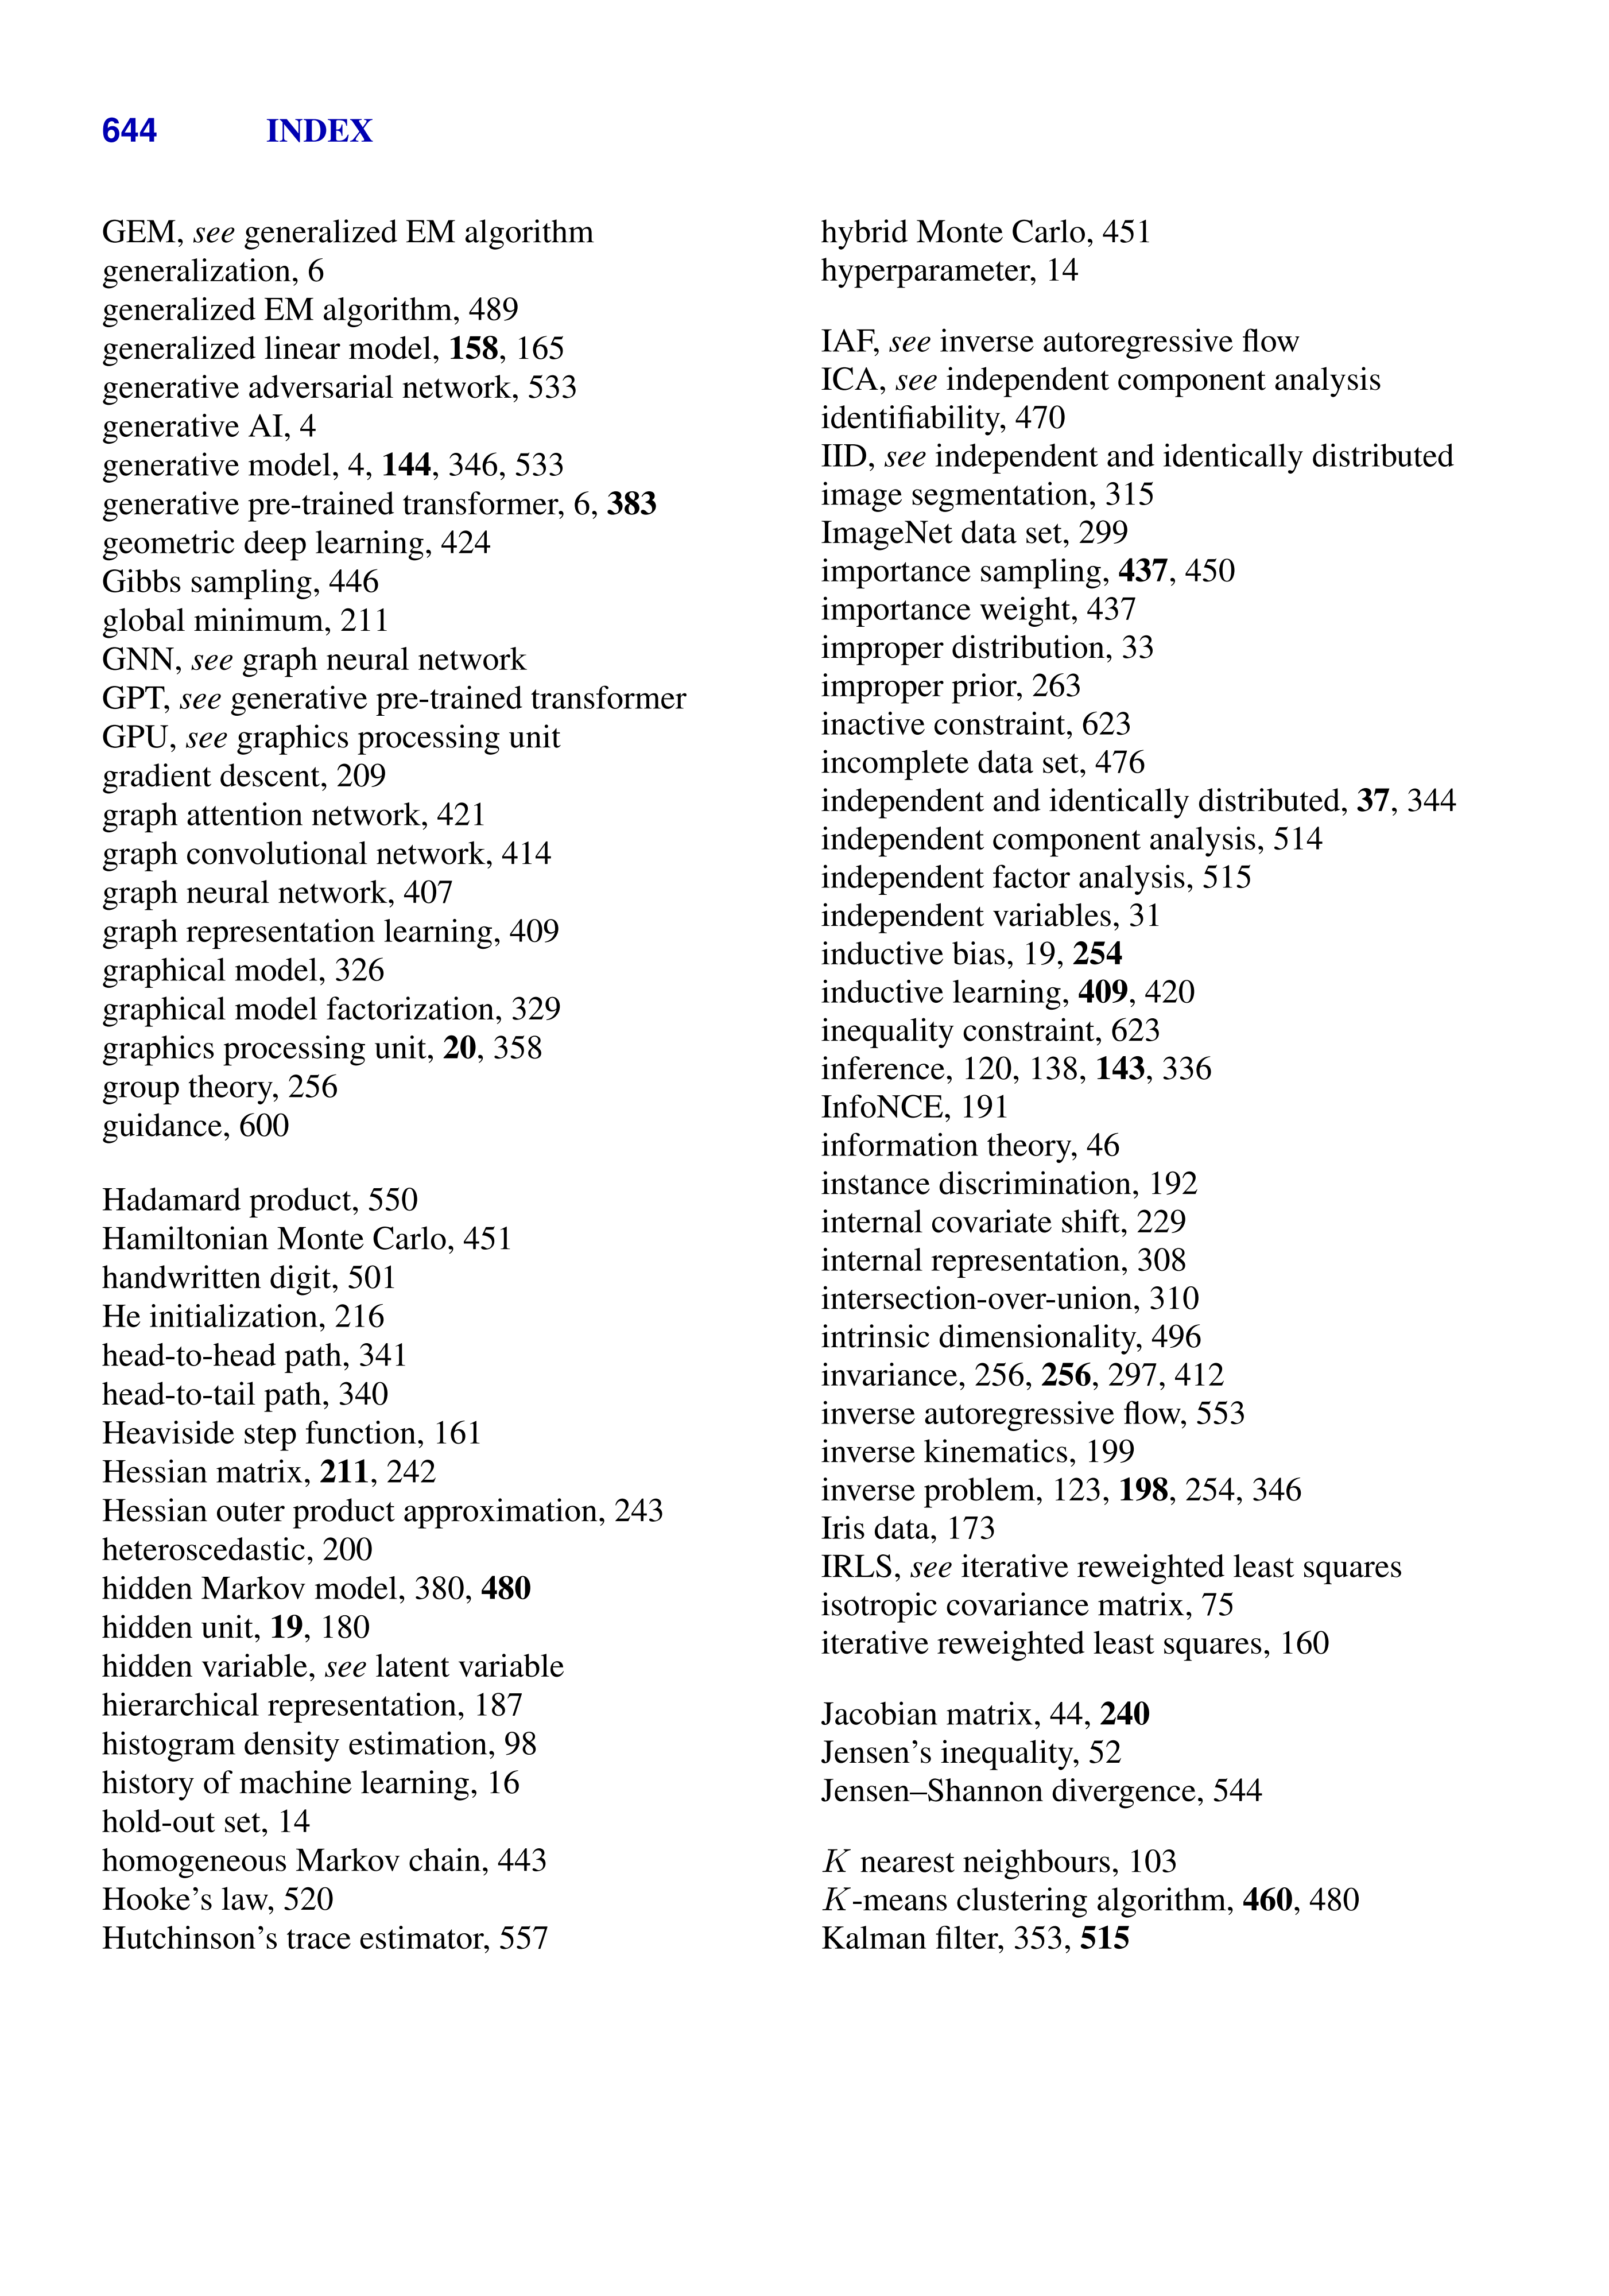 644 INDEX
GEM, see generalized EM algorithm
generalization, 6
generalized EM algorithm, 489
generalized linear model, 158, 165
generative adversarial network, 533
generative AI, 4
generative model, 4, 144, 346, 533
generative pre-trained transformer, 6, 383
geometric deep learning, 424
Gibbs sampling, 446
global minimum, 211
GNN, see graph neural network
GPT, see generative pre-trained transformer
GPU, see graphics processing unit
gradient descent, 209
graph attention network, 421
graph convolutional network, 414
graph neural network, 407
graph representation learning, 409
graphical model, 326
graphical model factorization, 329
graphics processing unit, 20, 358
group theory, 256
guidance, 600
Hadamard product, 550
Hamiltonian Monte Carlo, 451
handwritten digit, 501
He initialization, 216
head-to-head path, 341
head-to-tail path, 340
Heaviside step function, 161
Hessian matrix, 211, 242
Hessian outer product approximation, 243
heteroscedastic, 200
hidden Markov model, 380, 480
hidden unit, 19, 180
hidden variable, see latent variable
hierarchical representation, 187
histogram density estimation, 98
history of machine learning, 16
hold-out set, 14
homogeneous Markov chain, 443
Hooke's law, 520
Hutchinson's trace estimator, 557
hybrid Monte Carlo, 451
hyperparameter, 14
IAF, see inverse autoregressive flow
ICA, see independent component analysis
identifiability, 470
IID, see independent and identically distributed
image segmentation, 315
ImageNet data set, 299
importance sampling, 437, 450
importance weight, 437
improper distribution, 33
improper prior, 263
inactive constraint, 623
incomplete data set, 476
independent and identically distributed, 37, 344
independent component analysis, 514
independent factor analysis, 515
independent variables, 31
inductive bias, 19, 254
inductive learning, 409, 420
inequality constraint, 623
inference, 120, 138, 143, 336
InfoNCE, 191
information theory, 46
instance discrimination, 192
internal covariate shift, 229
internal representation, 308
intersection-over-union, 310
intrinsic dimensionality, 496
invariance, 256, 256, 297, 412
inverse autoregressive flow, 553
inverse kinematics, 199
inverse problem, 123, 198, 254, 346
Iris data, 173
IRLS, see iterative reweighted least squares
isotropic covariance matrix, 75
iterative reweighted least squares, 160
Jacobian matrix, 44, 240
Jensen's inequality, 52
Jensen–Shannon divergence, 544
K nearest neighbours, 103
K-means clustering algorithm, 460, 480
Kalman filter, 353, 515